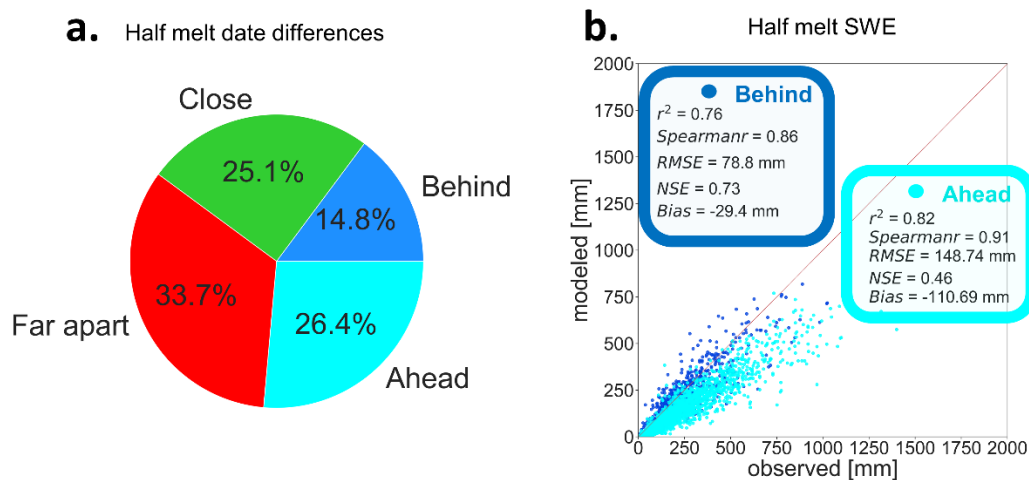 a. Half melt date differences
Close
25.1%
Behind
14.8%
33.7%
Far apart
26.4%
Ahead
b. Half melt SWE
modeled [mm]
2000
1750
1500
1250
1000
750
500
250
0
0 250 500 750 1000 1250 1500 1750 2000
observed [mm]
Behind
r² = 0.76
Spearmanr = 0.86
RMSE = 78.8 mm
NSE = 0.73
Bias = -29.4 mm
Ahead
r² = 0.82
Spearmanr = 0.91
RMSE = 148.74 mm
NSE = 0.46
Bias = -110.69 mm